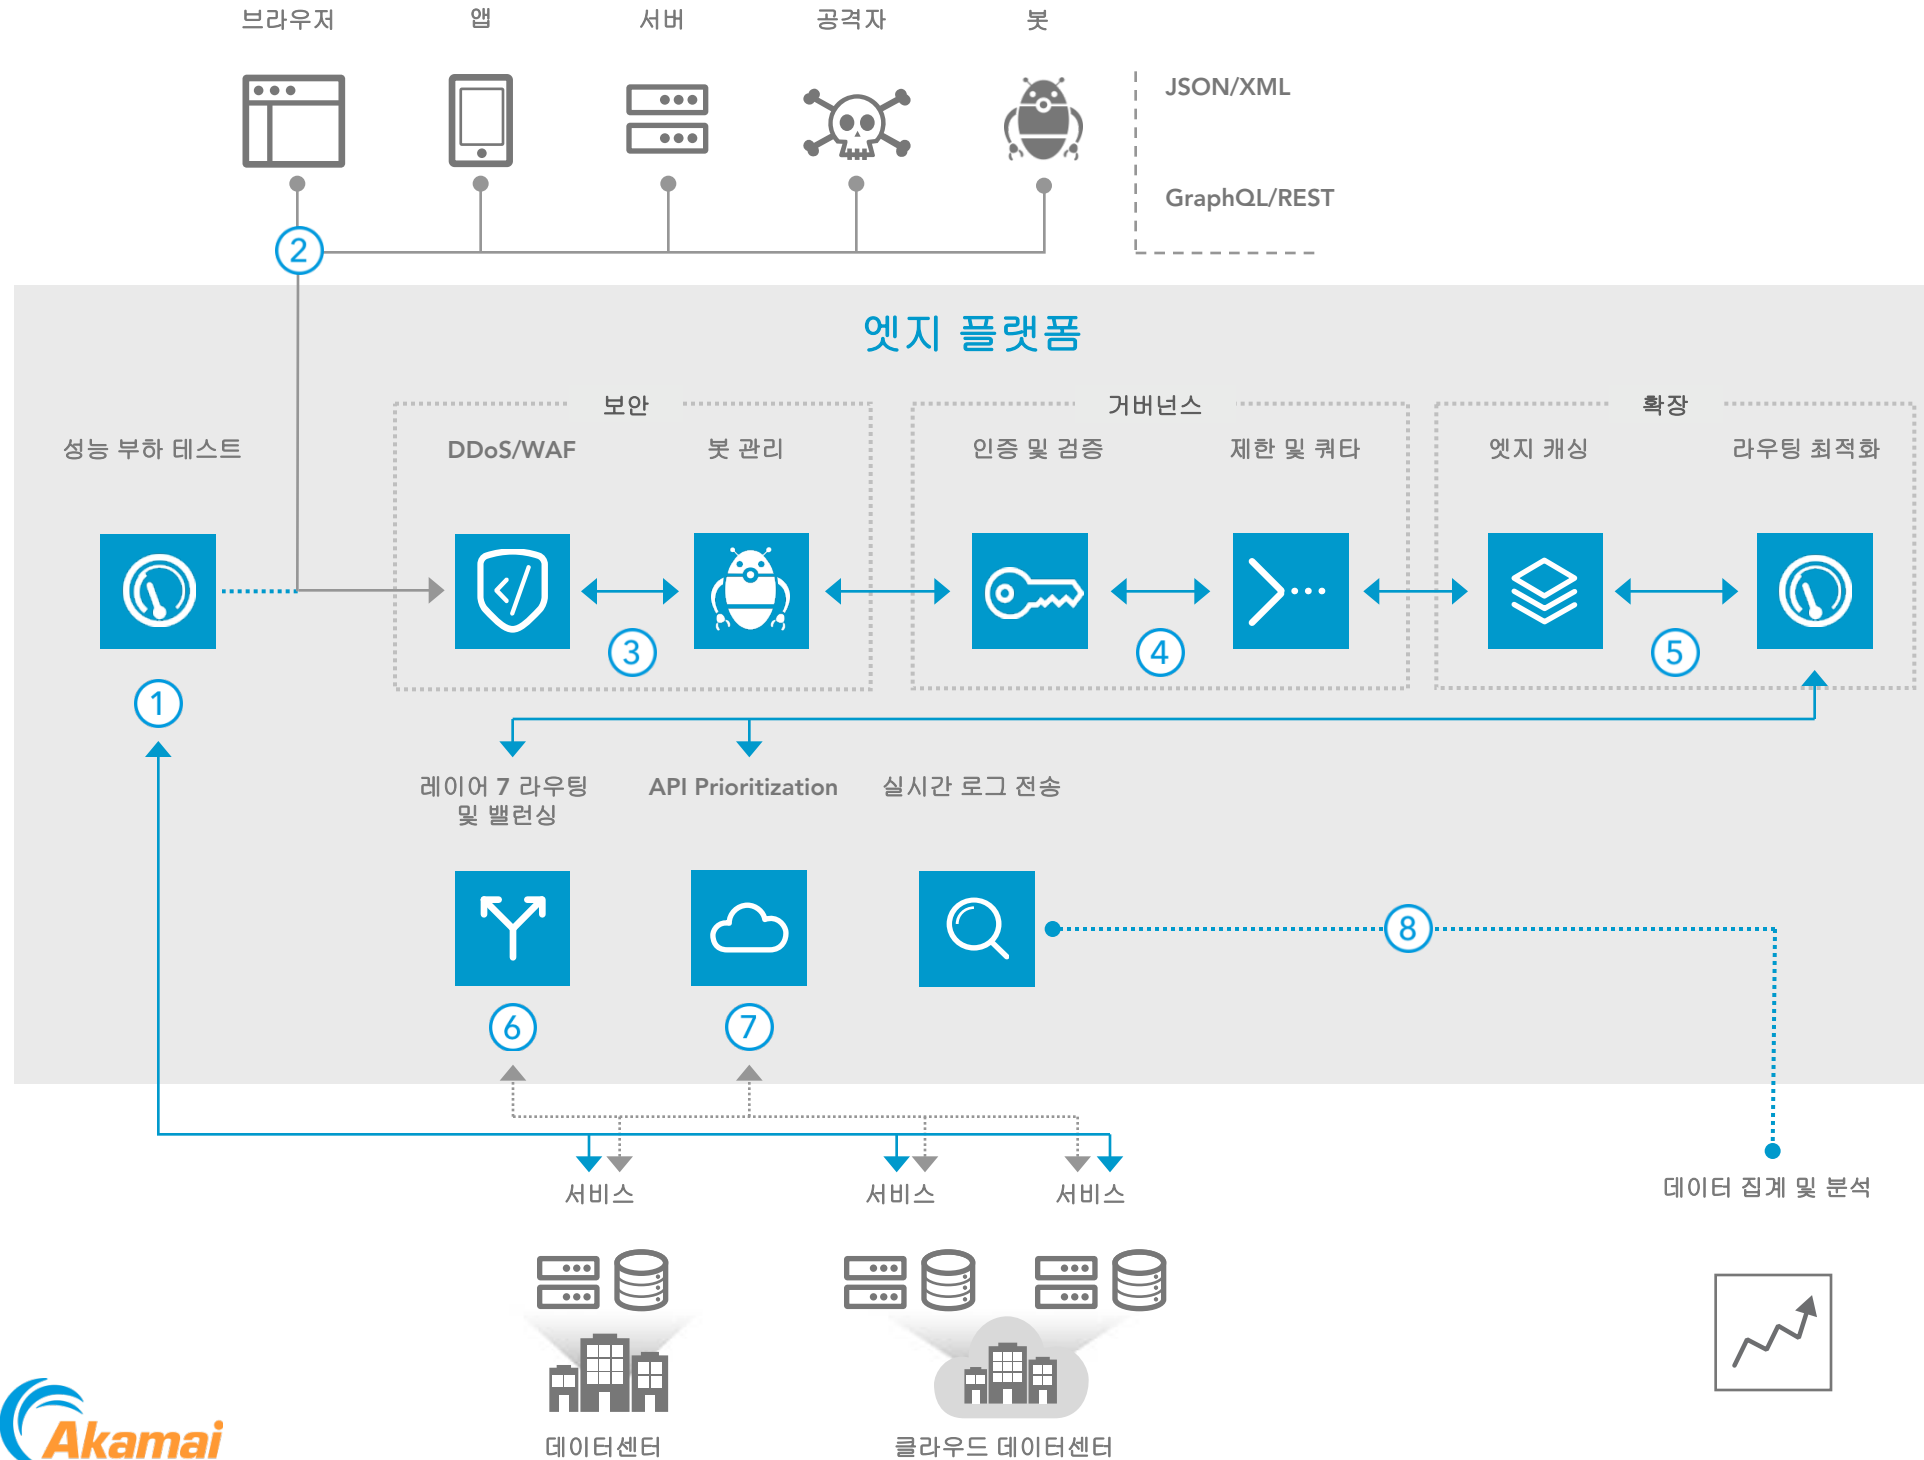 브라우저
앱
서버
공격자
봇
JSON/XML
GraphQL/REST
2
엣지 플랫폼
보안
거버넌스
확장
성능 부하 테스트
DDoS/WAF
봇 관리
인증 및 검증
제한 및 쿼타
엣지 캐싱
라우팅 최적화
3
4
5
1
레이어 7 라우팅
및 밸런싱
API Prioritization
실시간 로그 전송
8
6
7
서비스
서비스
서비스
데이터 집계 및 분석
Akamai
데이터센터
클라우드 데이터센터